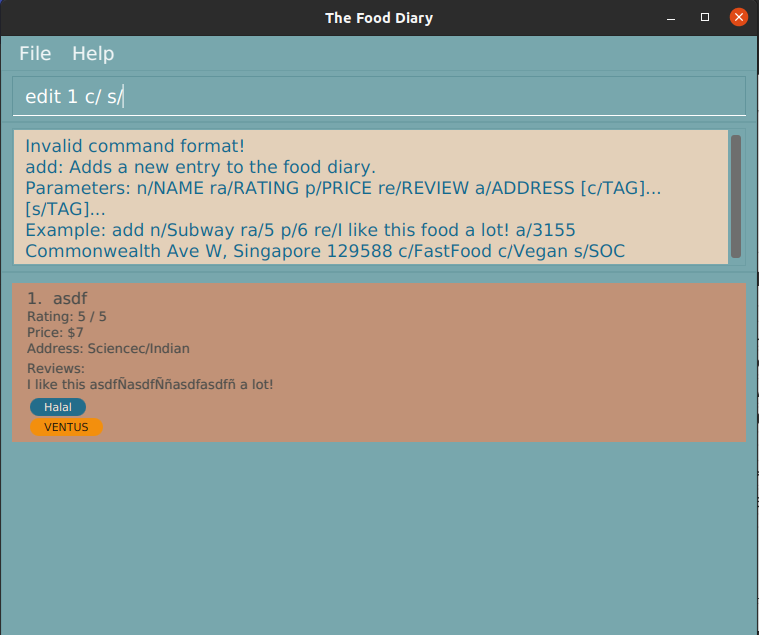 The Food Diary
File Help
edit 1 c/ s/
Invalid command format!
add: Adds a new entry to the food diary.
Parameters: n/NAME ra/RATING p/PRICE re/REVIEW a/ADDRESS [c/TAG]...
[s/TAG]...
Example: add n/Subway ra/5 p/6 re/I like this food a lot! a/3155
Commonwealth Ave W, Singapore 129588 c/FastFood c/Vegan s/SOC
1. asdf
Rating: 5 / 5
Price: $7
Address: Sciencec/Indian
Reviews:
I like this asdfÑasdfÑñasdfasdfñ a lot!
Halal
VENTUS